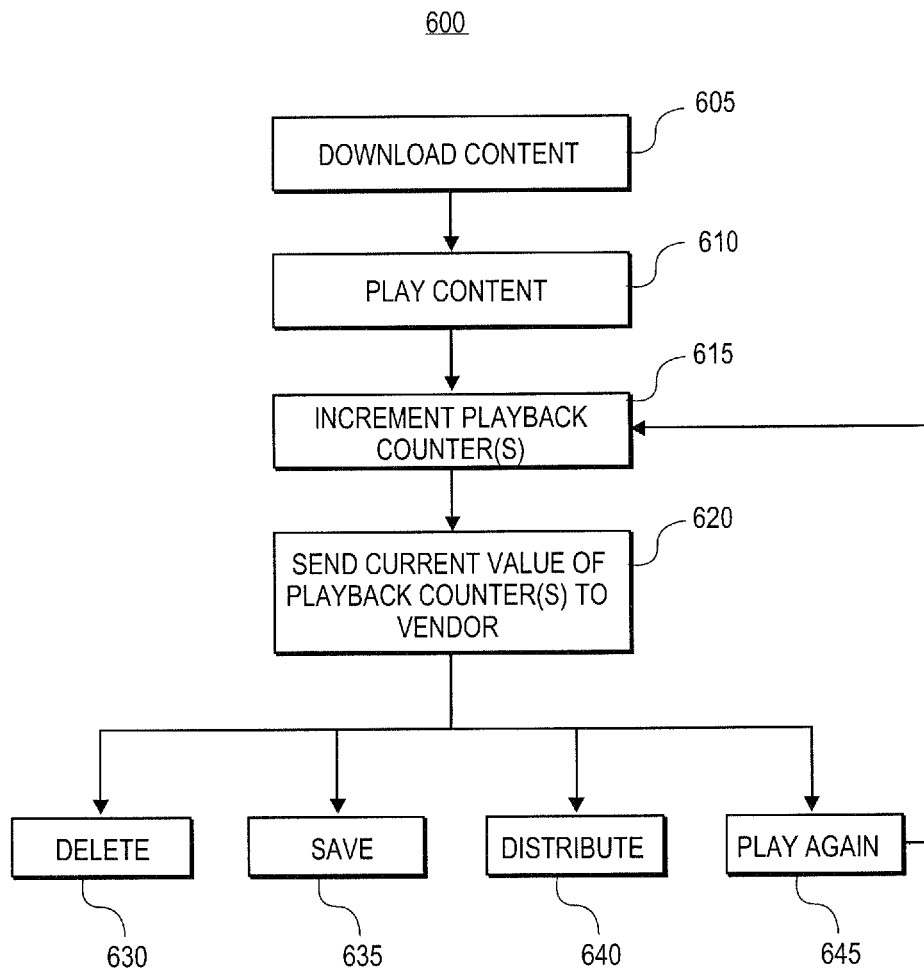 600
605
DOWNLOAD CONTENT
610
PLAY CONTENT
615
INCREMENT PLAYBACK
COUNTER(S)
620
SEND CURRENT VALUE OF
PLAYBACK COUNTER(S) TO
VENDOR
DELETE
SAVE
DISTRIBUTE
PLAY AGAIN
630
635
640
645